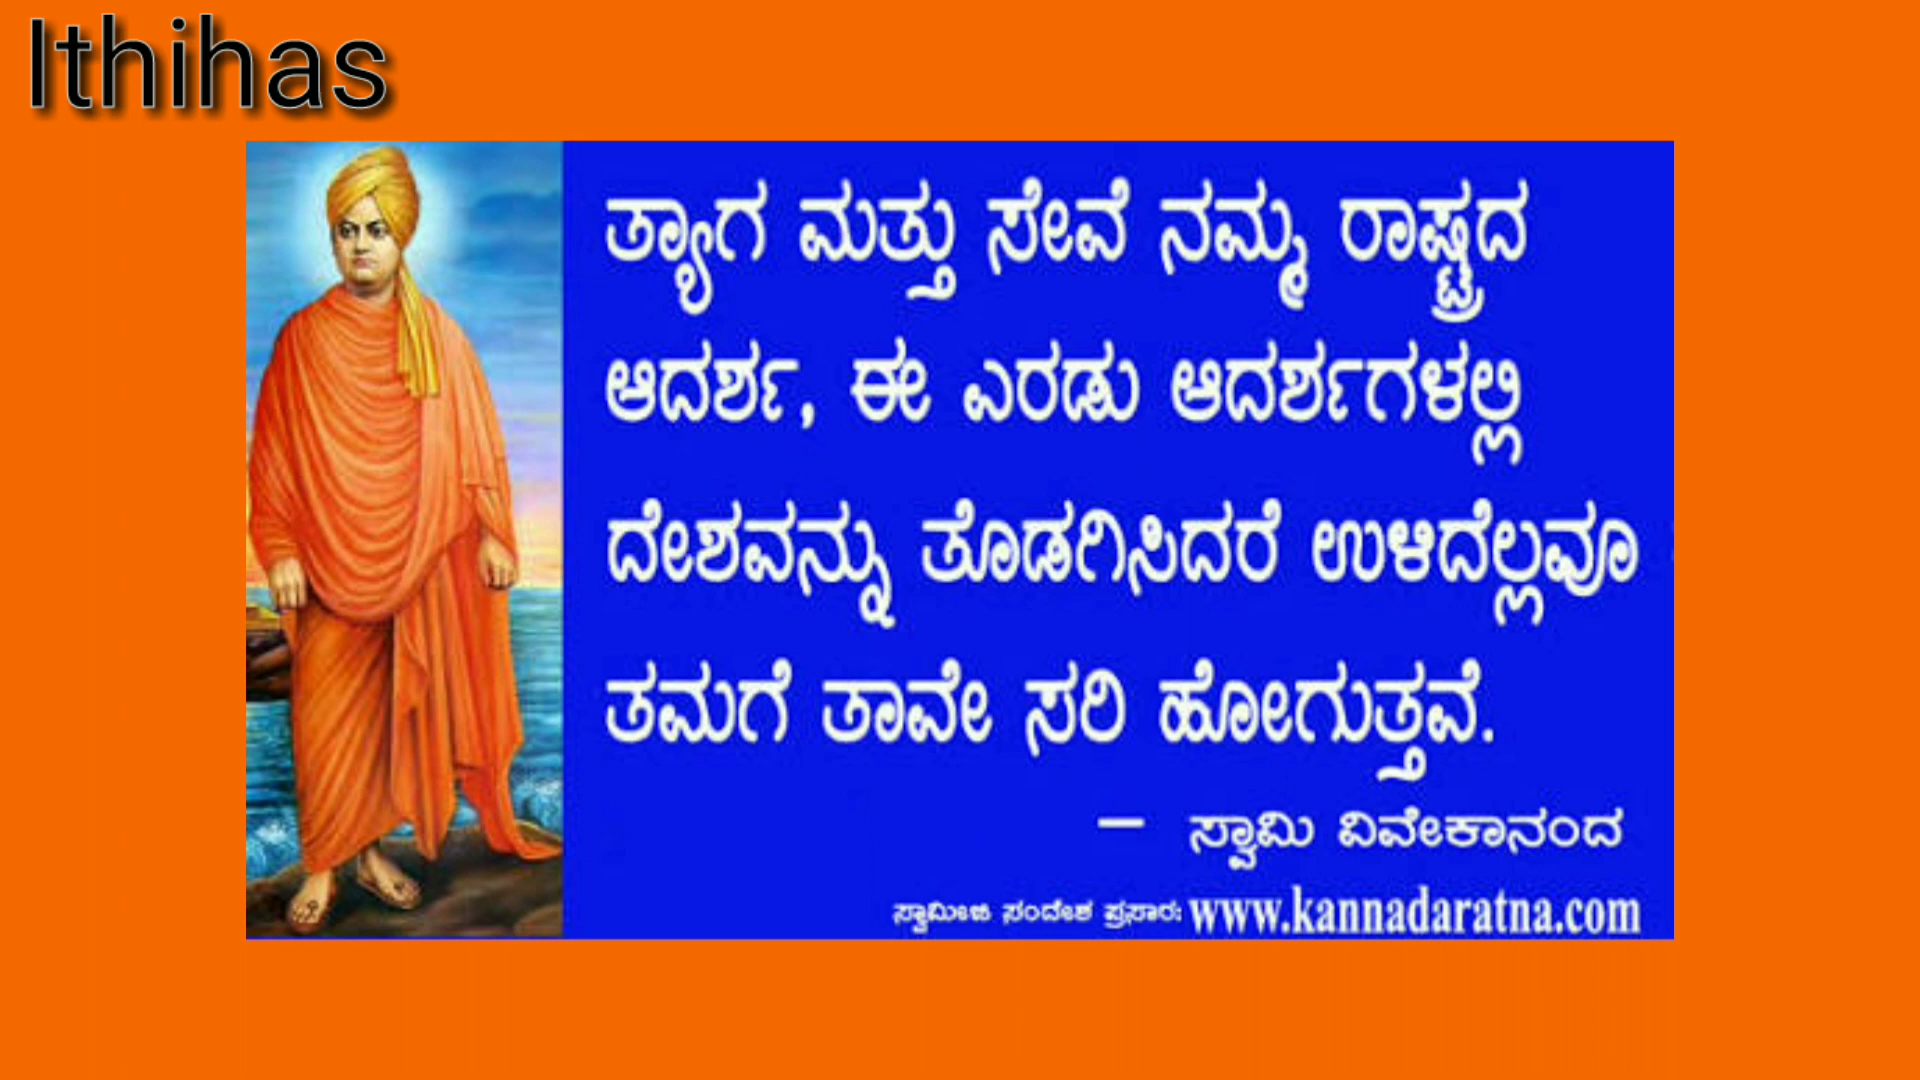 Ithihas
ತ್ಯಾಗ ಮತ್ತು ಸೇವೆ ನಮ್ಮ ರಾಷ್ಟ್ರದ
ಆದರ್ಶ, ಈ ಎರಡು ಆದರ್ಶಗಳಲ್ಲಿ
ದೇಶವನ್ನು ತೊಡಗಿಸಿದರೆ ಉಳಿದೆಲ್ಲವೂ
ತಮಗೆ ತಾವೇ ಸರಿ ಹೋಗುತ್ತವೆ.
– ಸ್ವಾಮಿ ವಿವೇಕಾನಂದ
ಸ್ವಾಮೀಜಿ ಸಂದೇಶ ಪ್ರಸಾರ: www.kannadaratna.com